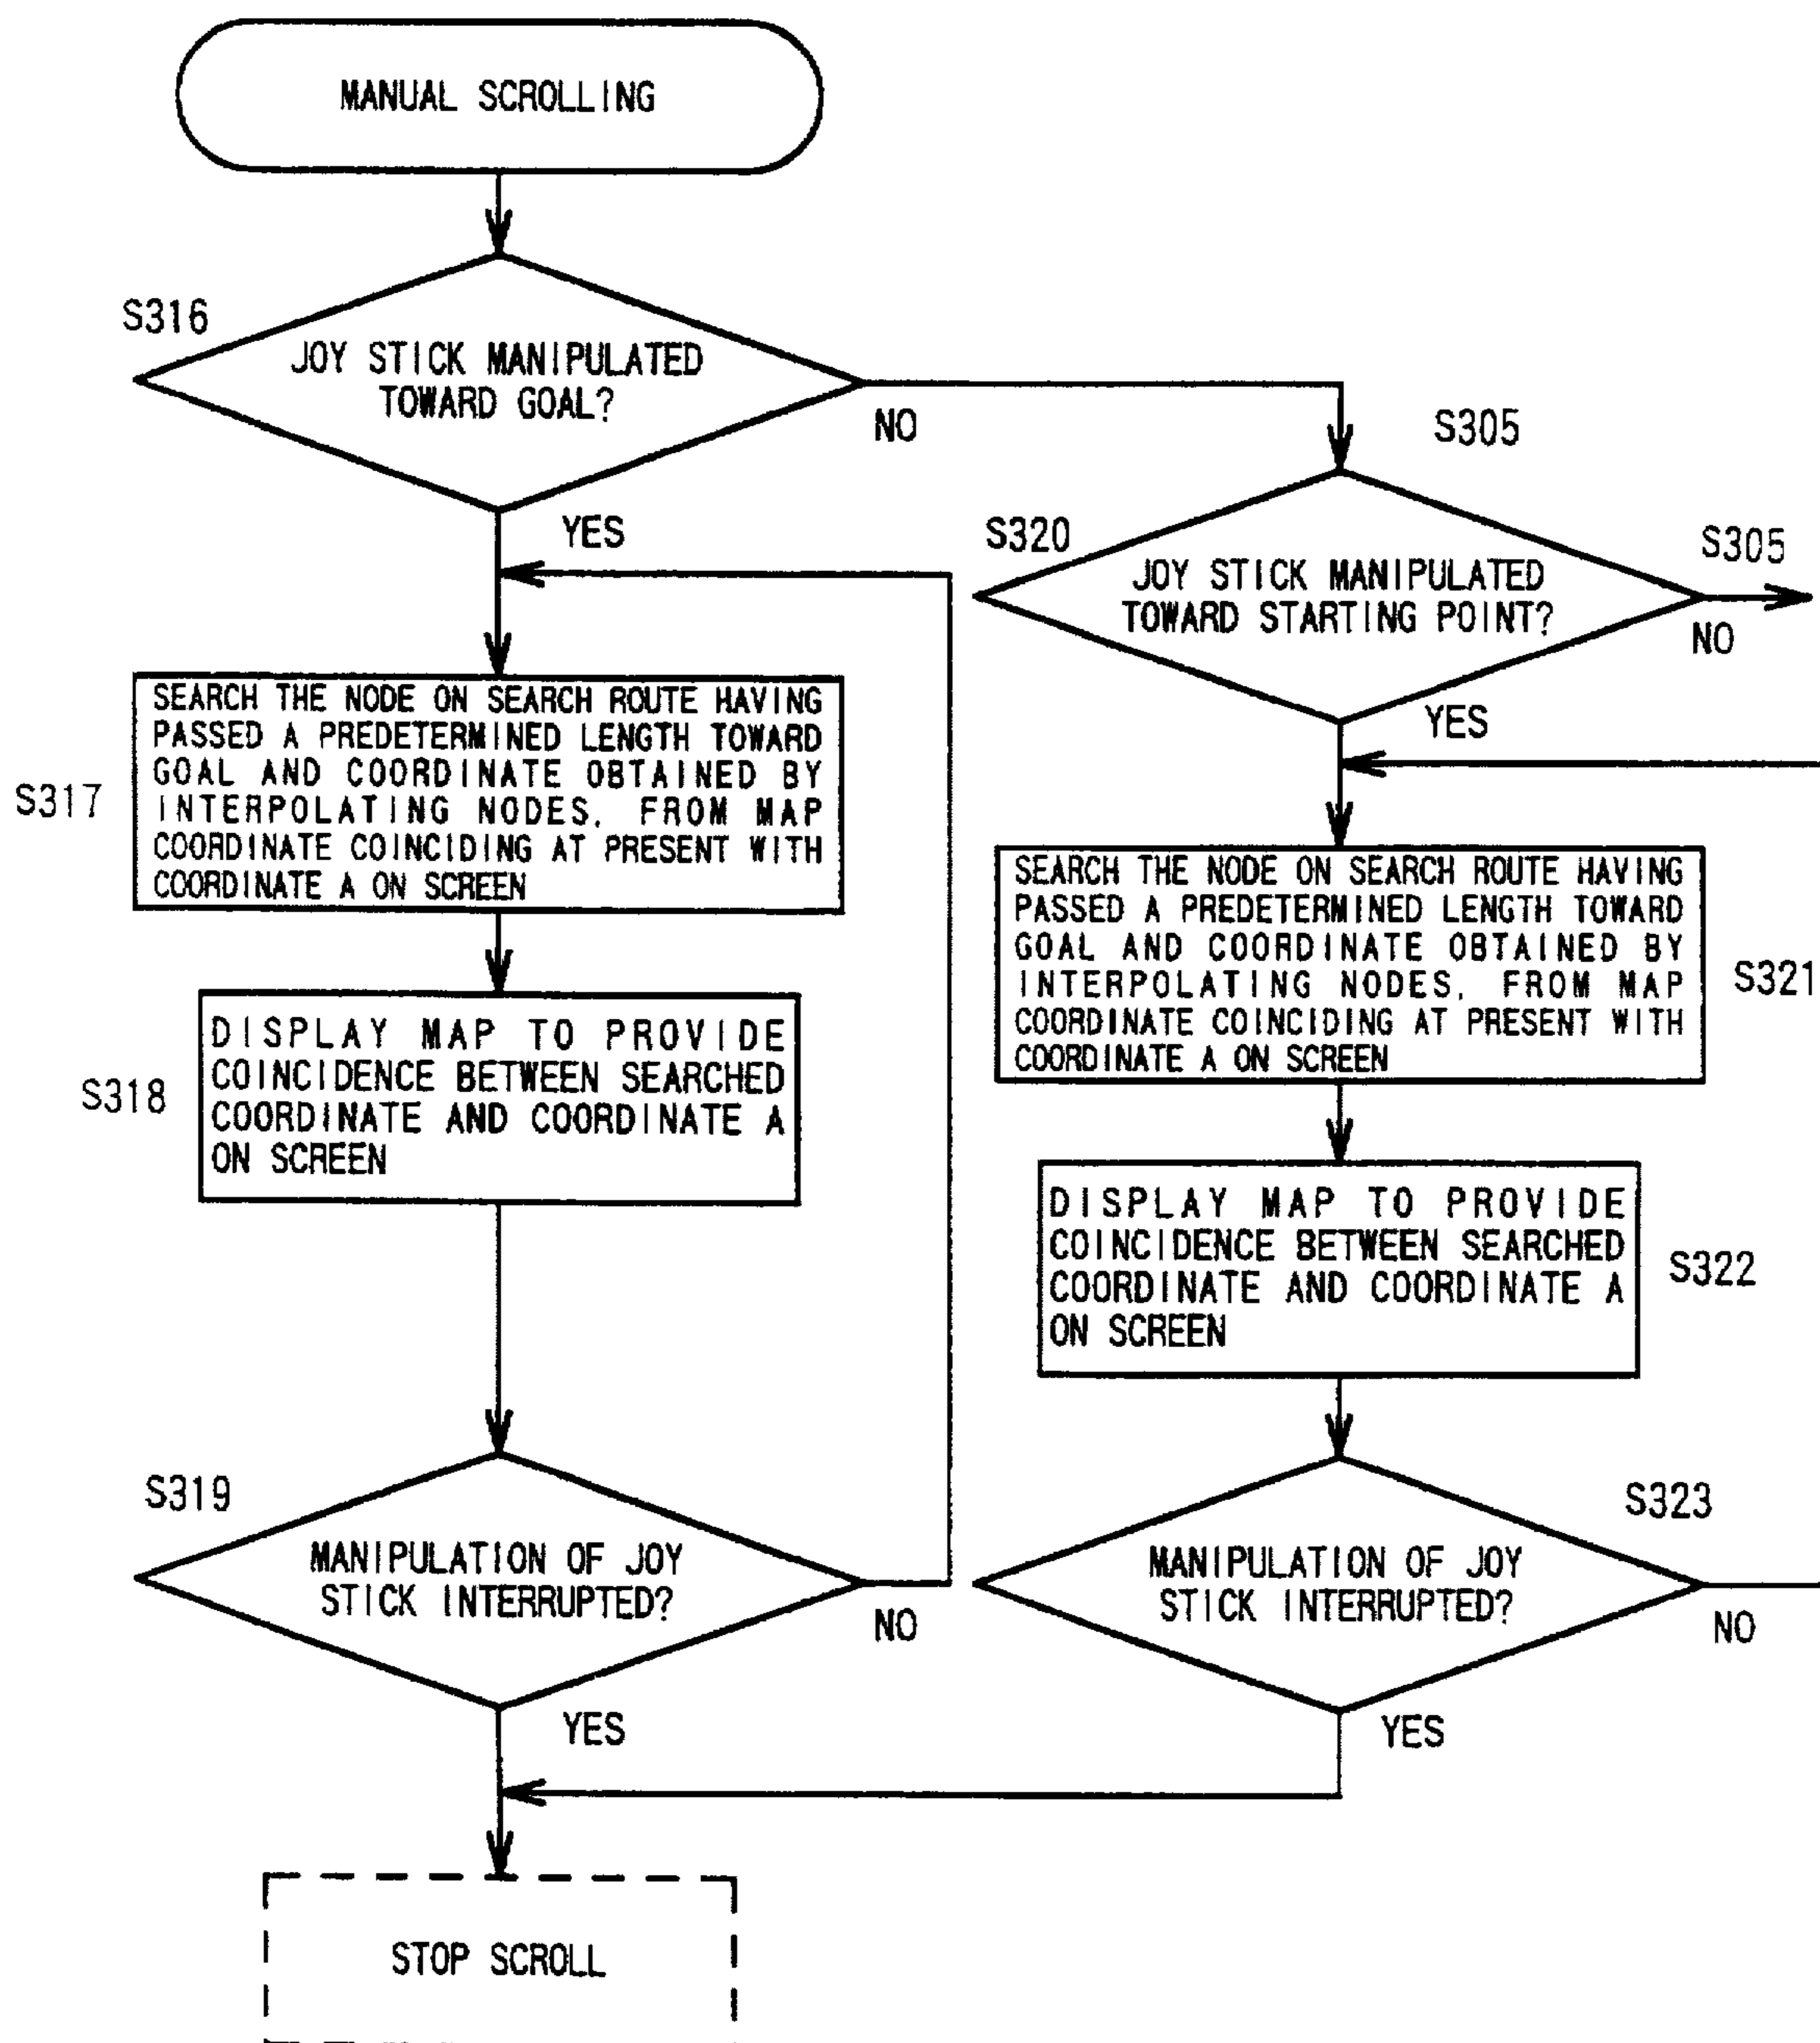 MANUAL SCROLLING
S316
JOY STICK MANIPULATED
TOWARD GOAL?
NO
YES
S305
S320
JOY STICK MANIPULATED
TOWARD STARTING POINT?
S305
NO
YES
S317
SEARCH THE NODE ON SEARCH ROUTE HAVING
PASSED A PREDETERMINED LENGTH TOWARD
GOAL AND COORDINATE OBTAINED BY
INTERPOLATING NODES, FROM MAP
COORDINATE COINCIDING AT PRESENT WITH
COORDINATE A ON SCREEN
S321
SEARCH THE NODE ON SEARCH ROUTE HAVING
PASSED A PREDETERMINED LENGTH TOWARD
GOAL AND COORDINATE OBTAINED BY
INTERPOLATING NODES, FROM MAP
COORDINATE COINCIDING AT PRESENT WITH
COORDINATE A ON SCREEN
S318
DISPLAY MAP TO PROVIDE
COINCIDENCE BETWEEN SEARCHED
COORDINATE AND COORDINATE A
ON SCREEN
S322
DISPLAY MAP TO PROVIDE
COINCIDENCE BETWEEN SEARCHED
COORDINATE AND COORDINATE A
ON SCREEN
S319
MANIPULATION OF JOY
STICK INTERRUPTED?
NO
YES
S323
MANIPULATION OF JOY
STICK INTERRUPTED?
NO
YES
STOP SCROLL